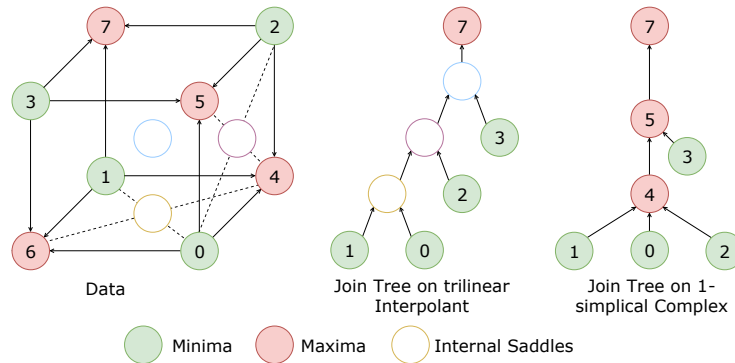 7
2
7
7
3
5
5
3
3
1
4
2
4
6
0
1
0
1
0
2
Data
Join Tree on trilinear
Interpolant
Join Tree on 1-
simplical Complex
Minima
Maxima
Internal Saddles